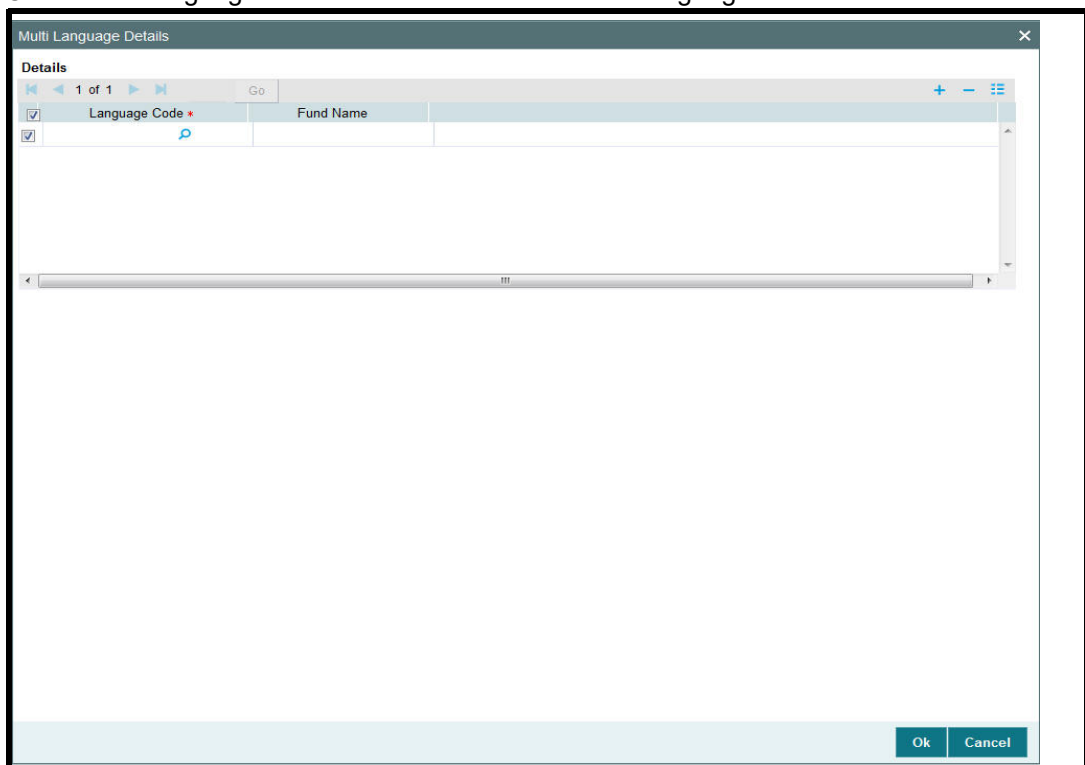 Multi Language Details
Details
1 of 1 Go
Language Code * Fund Name
Ok Cancel